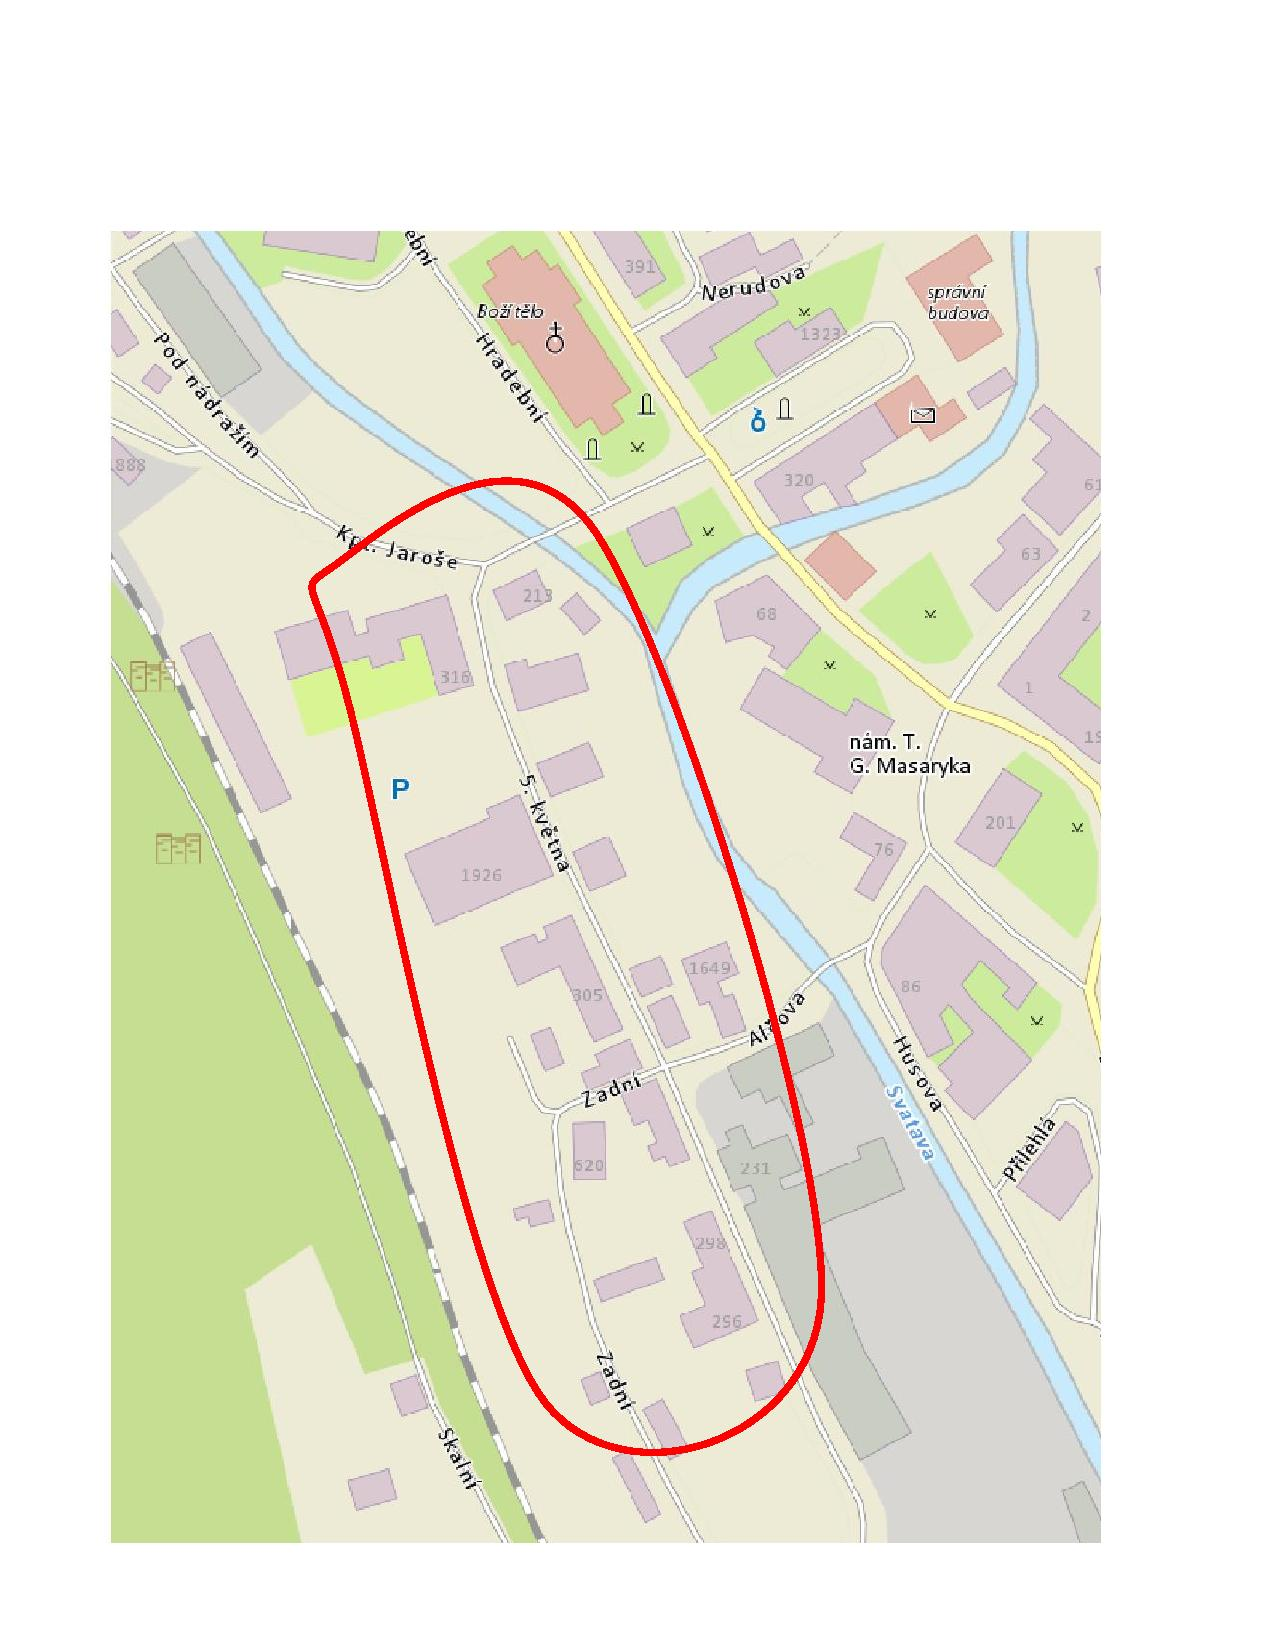 ební
391
Nerudova
správní
budova
Boží tělo
1323
Hradební
Pod nádražím
888
320
61
Kpt. Jaroše
63
213
68
2
316
1
nám. T.
G. Masaryka
19
P
5. května
201
76
1926
1649
86
305
Alšova
Husova
Zadní
Svatava
Přilehlá
620
231
298
256
Zadní
Skalní